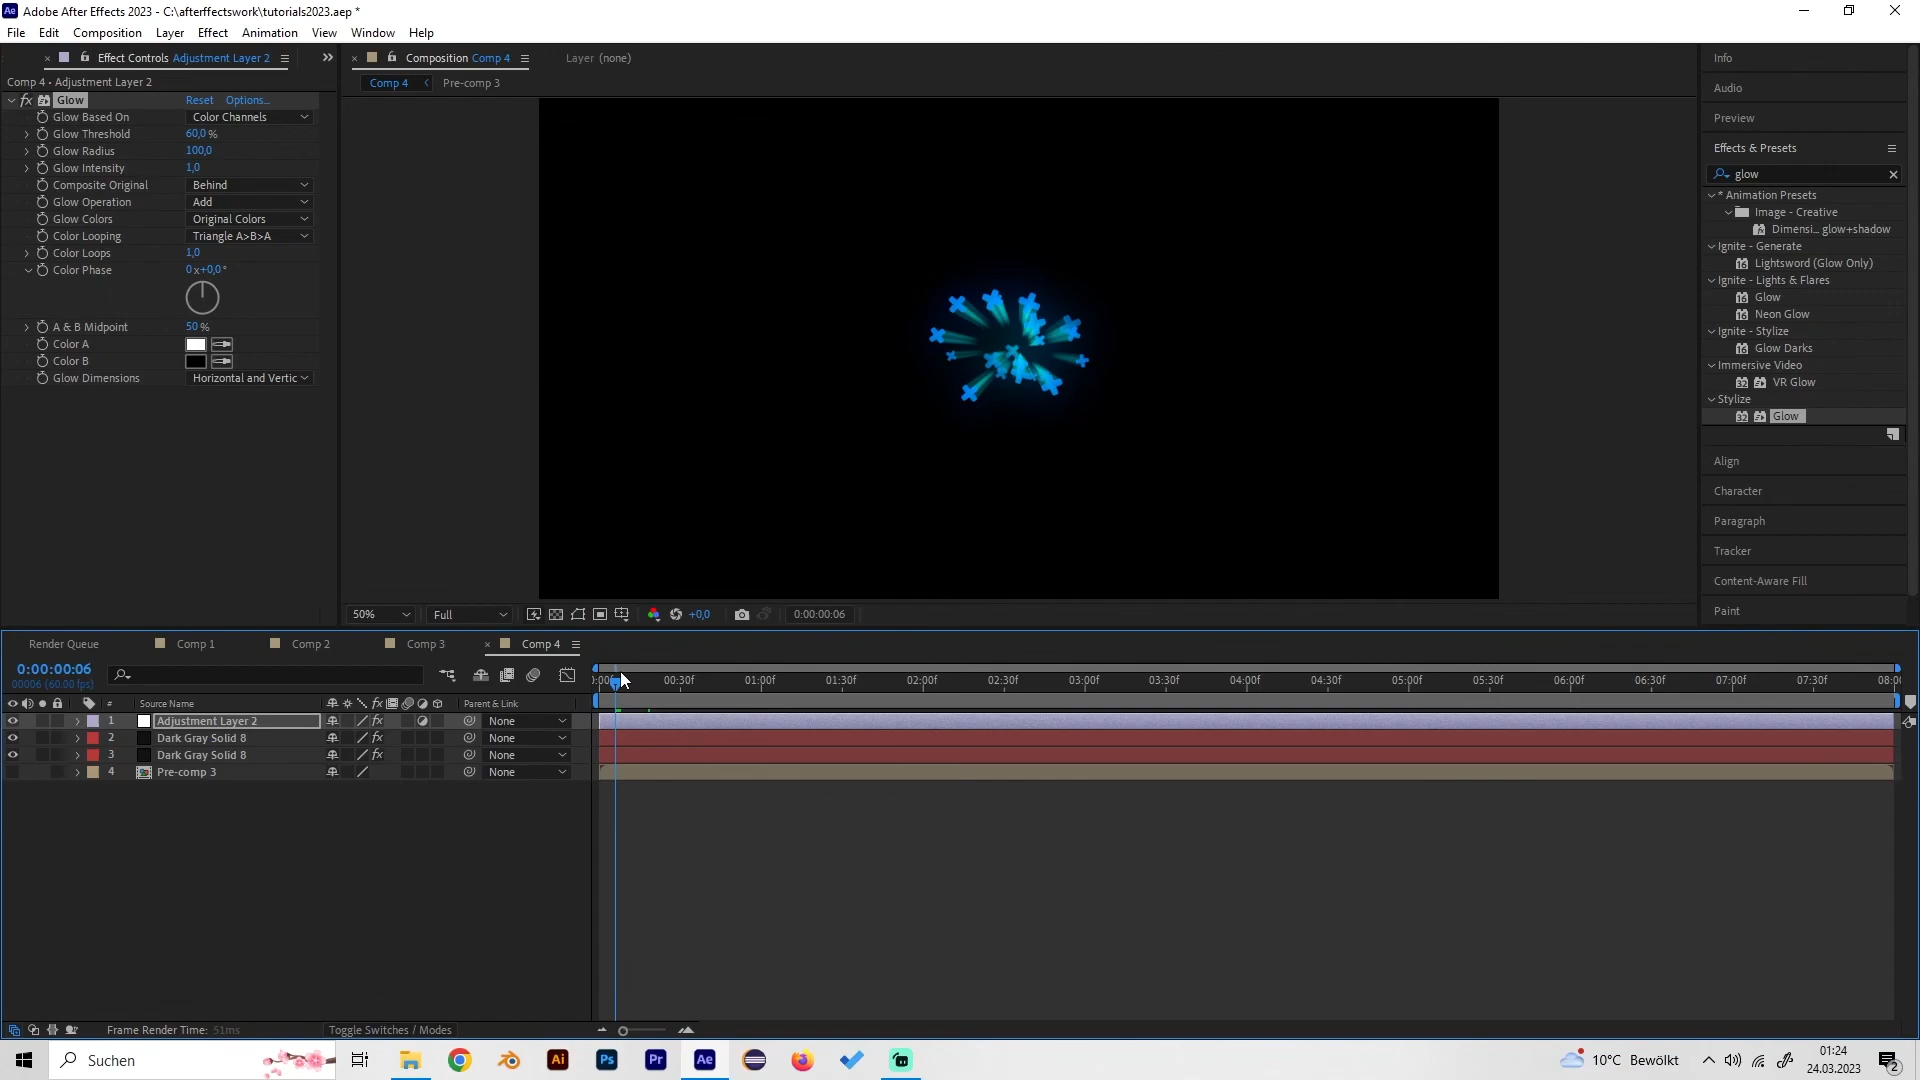 Adobe After Effects 2023 - C:\afterffectswork\tutorials2023.aep *
File Edit Composition Layer Effect Animation View Window Help
Effect Controls Adjustment Layer 2
Composition Comp 4
Layer (none)
Comp 4 • Adjustment Layer 2
Comp 4
Pre-comp 3
fx Glow Reset Options...
Glow Based On Color Channels
Glow Threshold 60,0 %
Glow Radius 100,0
Glow Intensity 1,0
Composite Original Behind
Glow Operation Add
Glow Colors Original Colors
Color Looping Triangle A>B>A
Color Loops 1,0
Color Phase 0x+0,0°
A & B Midpoint 50 %
Color A
Color B
Glow Dimensions Horizontal and Vertic
Info
Audio
Preview
Effects & Presets
glow
* Animation Presets
Image - Creative
Dimensi... glow+shadow
Ignite - Generate
Lightsword (Glow Only)
Ignite - Lights & Flares
Glow
Neon Glow
Ignite - Stylize
Glow Darks
Immersive Video
VR Glow
Stylize
Glow
Align
Character
Paragraph
Tracker
Content-Aware Fill
Paint
50% Full +0,0 0:00:00:06
Render Queue Comp 1 Comp 2 Comp 3 Comp 4
0:00:00:06
00006 (60.00 fps)
00:30f 01:00f 01:30f 02:00f 02:30f 03:00f 03:30f 04:00f 04:30f 05:00f 05:30f 06:00f 06:30f 07:00f 07:30f 08:00
# Source Name fx Parent & Link
1 Adjustment Layer 2 fx None
2 Dark Gray Solid 8 fx None
3 Dark Gray Solid 8 fx None
4 Pre-comp 3 None
Frame Render Time: 51ms Toggle Switches / Modes
Suchen
Ai Ps Pr Ae
10°C Bewölkt
01:24
24.03.2023
2